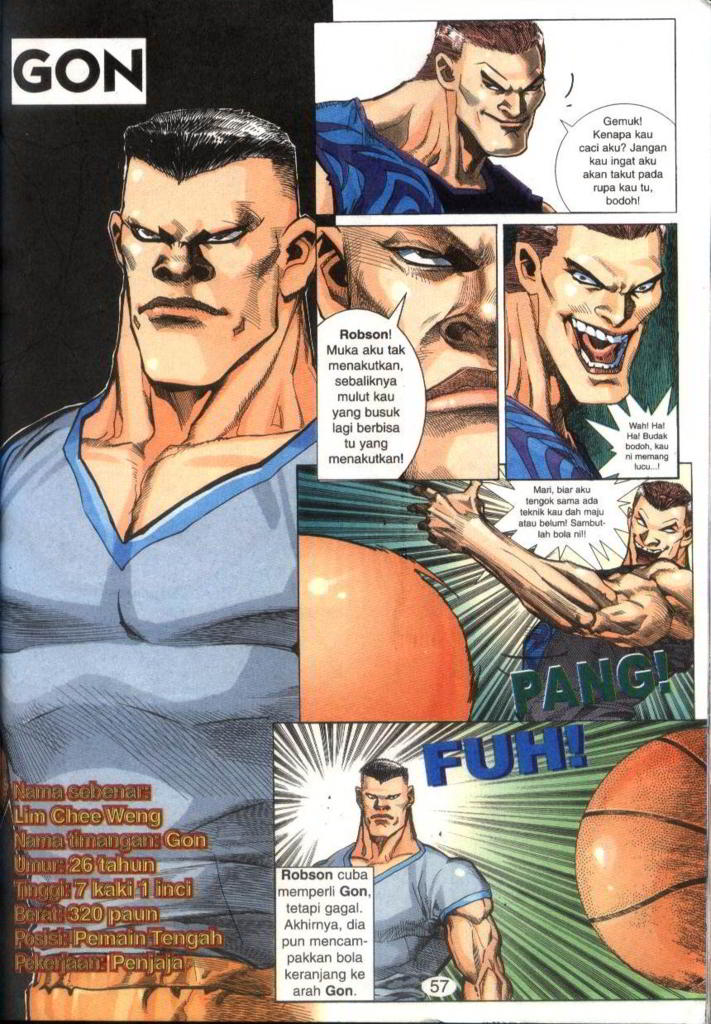 GON
Gemuk!
Kenapa kau
caci aku? Jangan
kau ingat aku
akan takut pada
rupa kau tu,
bodoh!
Robson!
Muka aku tak
menakutkan,
sebaliknya
mulut kau
yang busuk
lagi berbisa
tu yang
menakutkan!
Wah! Ha!
Ha! Budak
bodoh, kau
ni memang
lucu...!
Mari, biar aku
tengok sama ada
teknik kau dah maju
atau belum! Sambut-
lah bola ni!!
PANG!
FUH!
Robson cuba
memperli Gon,
tetapi gagal.
Akhirnya, dia
pun mencam-
pakkan bola
keranjang ke
arah Gon.
Nama sebenar:
Lim Chee Weng
Nama timangan: Gon
Umur: 26 tahun
Tinggi: 7 kaki 1 inci
Berat: 320 paun
Posisi: Pemain Tengah
Pekerjaan: Penjaja
57